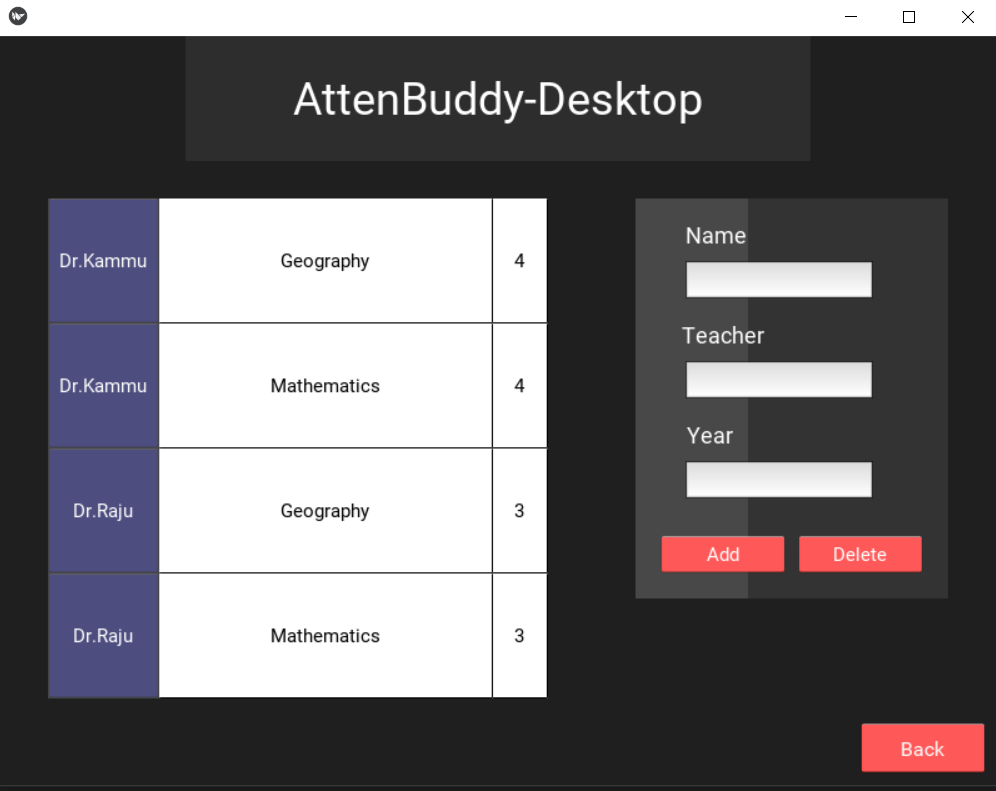 AttenBuddy-Desktop
Dr.Kammu Geography 4
Dr.Kammu Mathematics 4
Dr.Raju Geography 3
Dr.Raju Mathematics 3
Name
Teacher
Year
Add Delete
Back